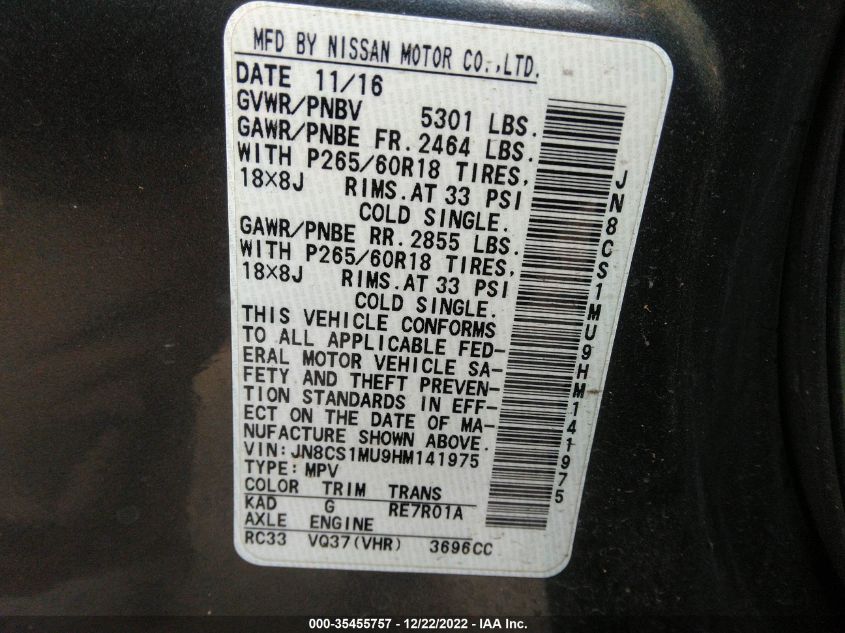 MFD BY NISSAN MOTOR CO.,LTD.
DATE 11/16
GVWR/PNBV 5301 LBS.
GAWR/PNBE FR. 2464 LBS.
WITH P265/60R18 TIRES,
18×8J RIMS.AT 33 PSI
COLD SINGLE.
GAWR/PNBE RR. 2855 LBS.
WITH P265/60R18 TIRES,
18×8J RIMS.AT 33 PSI
COLD SINGLE.
THIS VEHICLE CONFORMS
TO ALL APPLICABLE FED-
ERAL MOTOR VEHICLE SA-
FETY AND THEFT PREVEN-
TION STANDARDS IN EFF-
ECT ON THE DATE OF MA-
NUFACTURE SHOWN ABOVE.
VIN: JN8CS1MU9HM141975
TYPE: MPV
COLOR TRIM TRANS
KAD G RE7R01A
AXLE ENGINE
RC33 VQ37(VHR) 3696CC
JN8CS1MU9HM141975
000-35455757 - 12/22/2022 - IAA Inc.